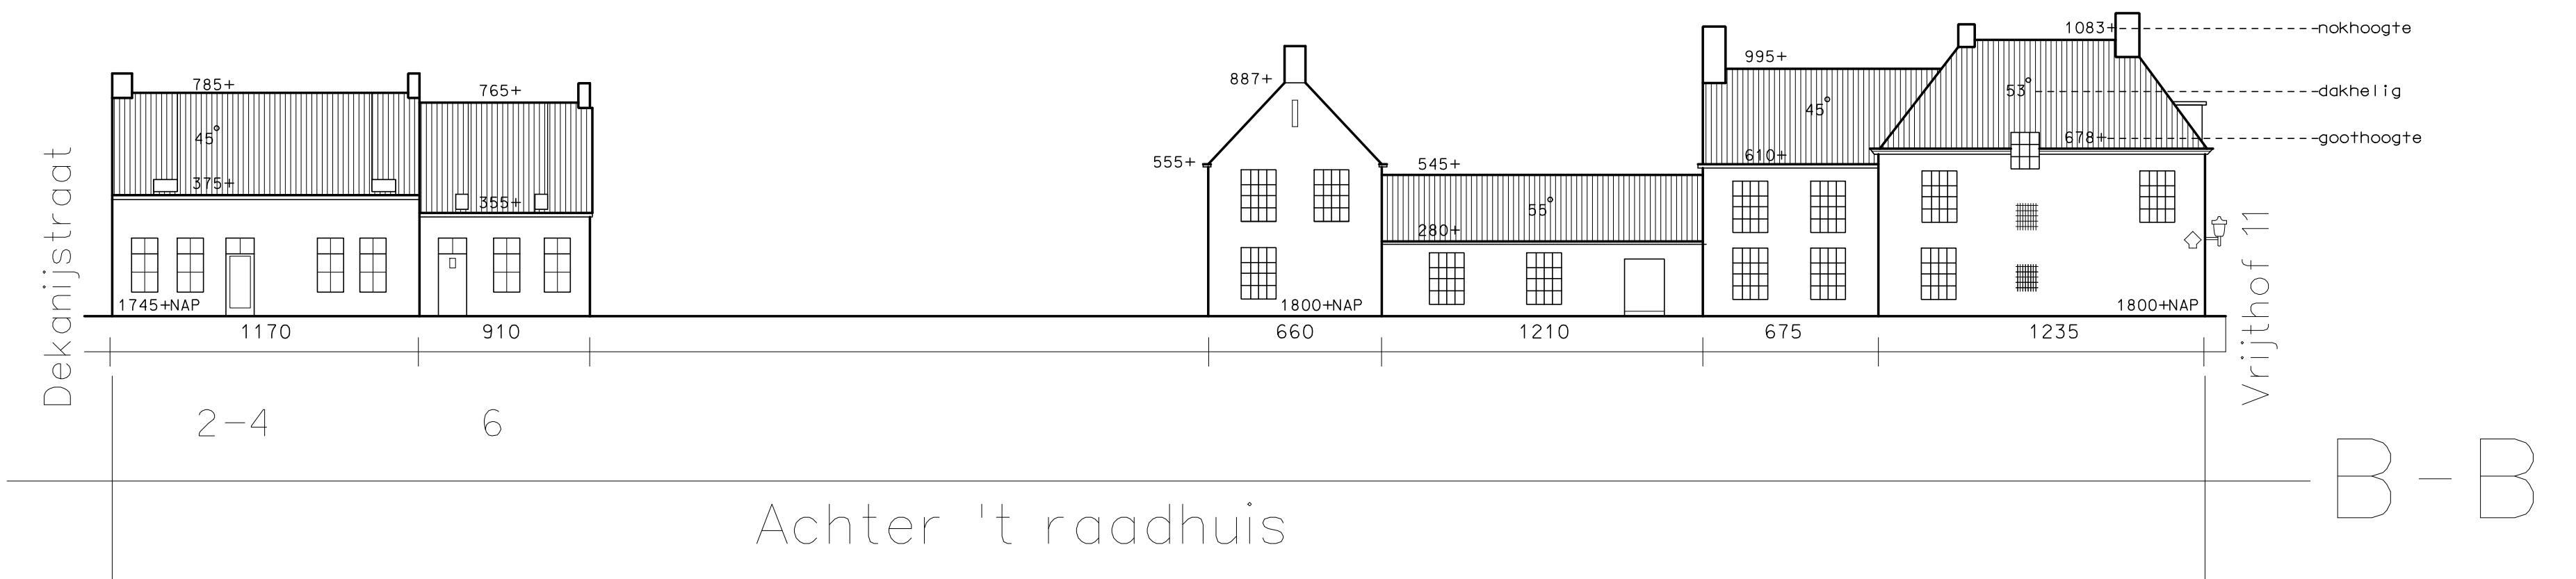 1083+
nokhoogte
995+
887+
785+
765+
53°
dakhelig
45°
45°
678+
goothoogte
610+
555+
545+
375+
355+
55°
280+
Dekanijstraat
Vrijthof 11
1745+NAP
1800+NAP
1800+NAP
1170
910
660
1210
675
1235
2-4
6
B-B
Achter 't raadhuis